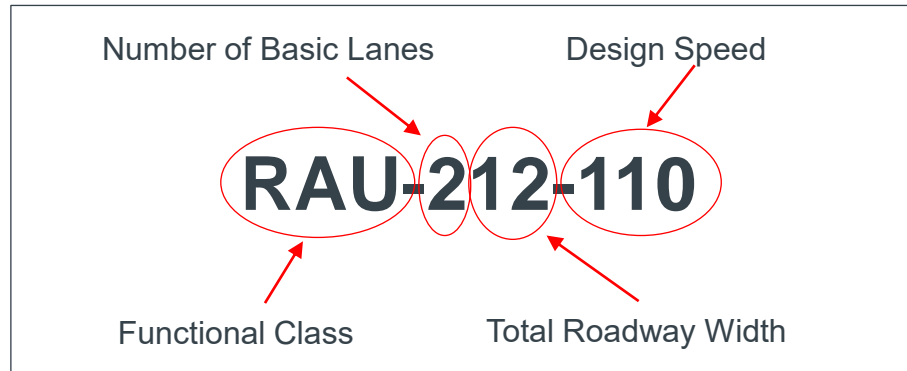 Number of Basic Lanes
Design Speed
RAU-212-110
Functional Class
Total Roadway Width